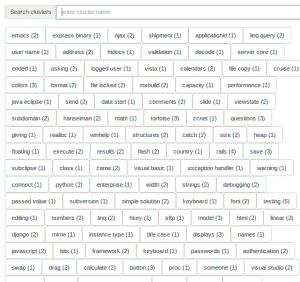 Search clusters enter cluster name
emacs (2) express binary (1) ajax (2) shipment (1) applicationid (1) linq query (2)
user name (1) address (2) htdocs (1) validation (1) decode (1) server core (1)
ended (1) asking (2) logged user (1) vista (1) calendars (2) file copy (1) cruise (1)
colors (3) format (2) file locked (2) msbuild (2) capacity (1) performance (1)
java eclipse (1) send (2) data start (1) comments (2) slide (1) viewstate (2)
subdomain (2) hanselman (2) math (1) tortoise (3) ccnet (1) questions (3)
giving (1) realloc (1) winhelp (1) structures (2) catch (2) size (2) heap (1)
floating (1) execute (2) results (2) flash (2) country (1) rails (4) save (3)
subclipse (1) class (1) came (2) visual basic (1) exception handler (1) warning (1)
connect (1) python (2) enterprise (1) width (2) strings (2) debugging (2)
passed value (1) subversion (1) simple solution (2) keyboard (1) font (2) testing (5)
editing (1) numbers (2) linq (2) hkey (1) sftp (1) model (3) html (2) linear (2)
django (2) mime (1) instance type (1) title case (1) displays (3) names (1)
javascript (2) bits (1) framework (2) keyboard (1) passwords (1) authentication (2)
swap (1) drag (2) calculate (2) button (3) proc (1) someone (1) visual studio (2)